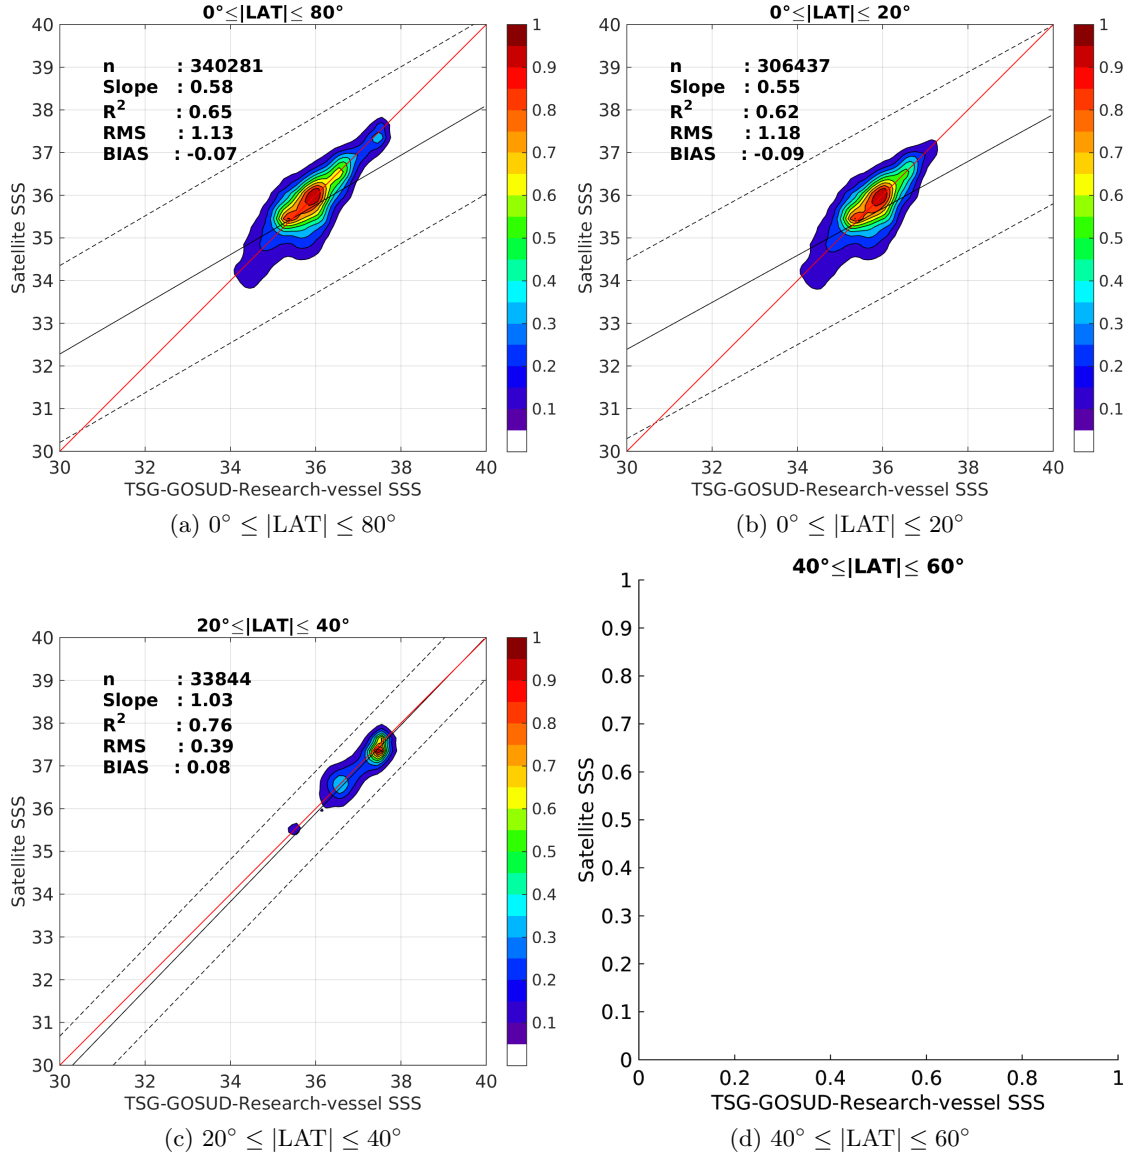 0°≤|LAT|≤ 80°
n : 340281
Slope : 0.58
R² : 0.65
RMS : 1.13
BIAS : -0.07
40
39
38
37
36
35
34
33
32
31
30
30 32 34 36 38 40
Satellite SSS
TSG-GOSUD-Research-vessel SSS
1
0.9
0.8
0.7
0.6
0.5
0.4
0.3
0.2
0.1
(a) 0° ≤ |LAT| ≤ 80°
0°≤|LAT|≤ 20°
n : 306437
Slope : 0.55
R² : 0.62
RMS : 1.18
BIAS : -0.09
40
39
38
37
36
35
34
33
32
31
30
30 32 34 36 38 40
Satellite SSS
TSG-GOSUD-Research-vessel SSS
1
0.9
0.8
0.7
0.6
0.5
0.4
0.3
0.2
0.1
(b) 0° ≤ |LAT| ≤ 20°
20°≤|LAT|≤ 40°
n : 33844
Slope : 1.03
R² : 0.76
RMS : 0.39
BIAS : 0.08
40
39
38
37
36
35
34
33
32
31
30
30 32 34 36 38 40
Satellite SSS
TSG-GOSUD-Research-vessel SSS
1
0.9
0.8
0.7
0.6
0.5
0.4
0.3
0.2
0.1
(c) 20° ≤ |LAT| ≤ 40°
40°≤|LAT|≤ 60°
1
0.9
0.8
0.7
0.6
0.5
0.4
0.3
0.2
0.1
0
0 0.2 0.4 0.6 0.8 1
Satellite SSS
TSG-GOSUD-Research-vessel SSS
(d) 40° ≤ |LAT| ≤ 60°